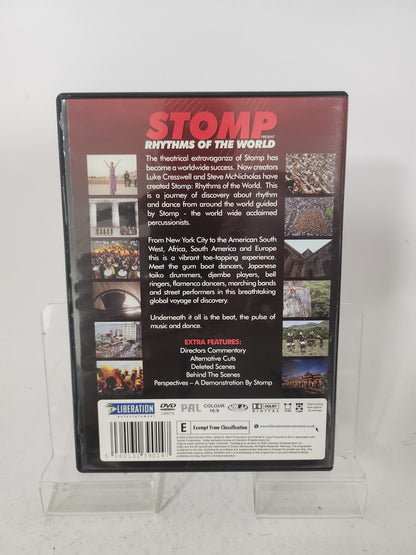 STOMP
PRESENT
RHYTHMS OF THE WORLD
The theatrical extravaganza of Stomp has
become a worldwide success. Now creators
Luke Cresswell and Steve McNicholas have
created Stomp: Rhythms of the World. This
is a journey of discovery about rhythm
and dance from around the world guided
by Stomp - the world wide acclaimed
percussionists.
From New York City to the American South
West, Africa, South America and Europe
this is a vibrant toe-tapping experience.
Meet the gum boot dancers, Japanese
taiko drummers, djembe players, bell
ringers, flamenco dancers, marching bands
and street performers in this breathtaking
global voyage of discovery.
Underneath it all is the beat, the pulse of
music and dance.
EXTRA FEATURES:
Directors Commentary
Alternative Cuts
Deleted Scenes
Behind The Scenes
Perspectives – A Demonstration By Stomp
LIBERATION
entertainment
DVD
VIDEO
PAL
COLOUR
16:9
DOLBY
DIGITAL
E Exempt From Classification